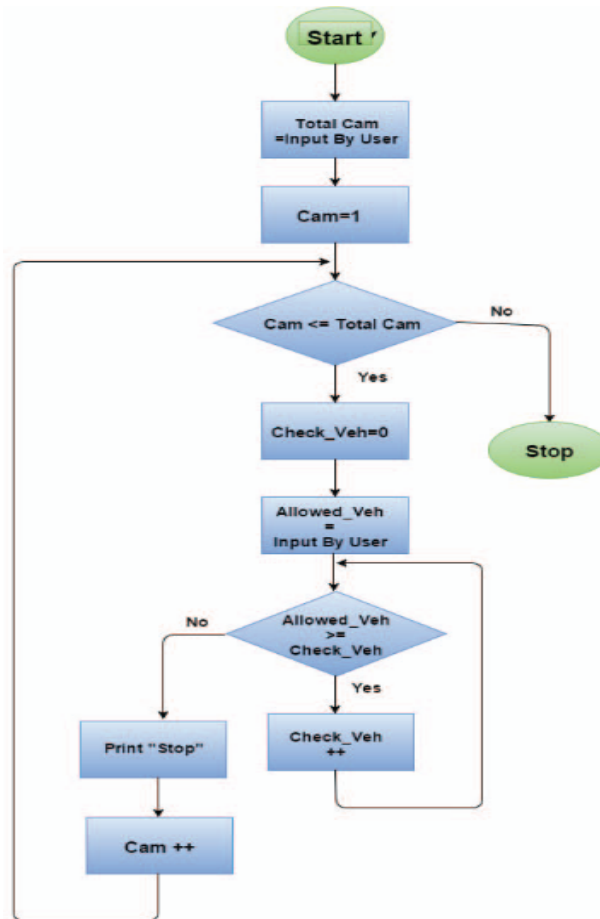 Start
Total Cam
=Input By User
Cam=1
Cam <= Total Cam
No
Yes
Check_Veh=0
Stop
Allowed_Veh
=
Input By User
Allowed_Veh
>=
Check_Veh
No
Yes
Print "Stop"
Check_Veh
++
Cam ++